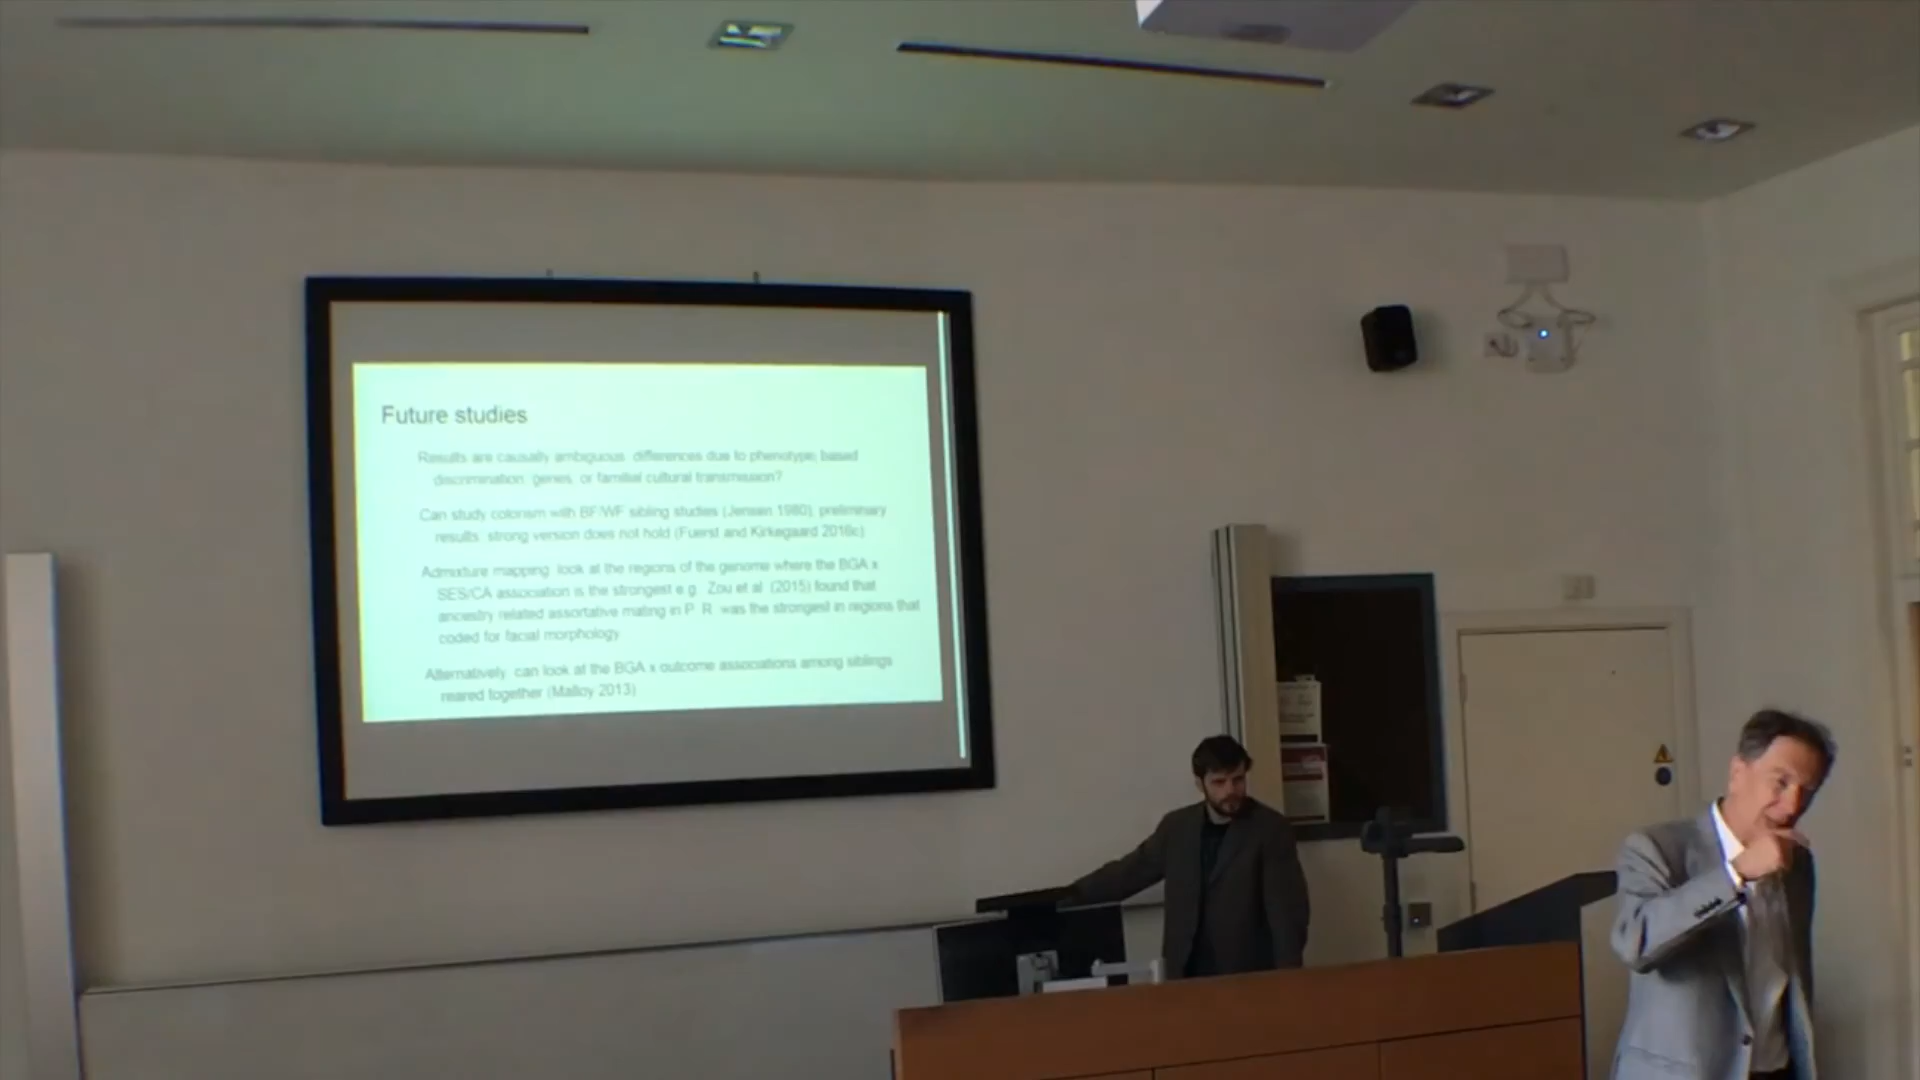 Future studies
Results are causally ambiguous: differences due to phenotype based
discrimination, genes, or familial cultural transmission?
Can study colorism with BF/WF sibling studies (Jensen 1980); preliminary
results: strong version does not hold (Fuerst and Kirkegaard 2016c)
Admixture mapping: look at the regions of the genome where the BGA x
SES/CA association is the strongest e.g. Zou et al. (2015) found that
ancestry related assortative mating in P.R. was the strongest in regions that
coded for facial morphology
Alternatively, can look at the BGA x outcome associations among siblings
reared together (Malloy 2013)